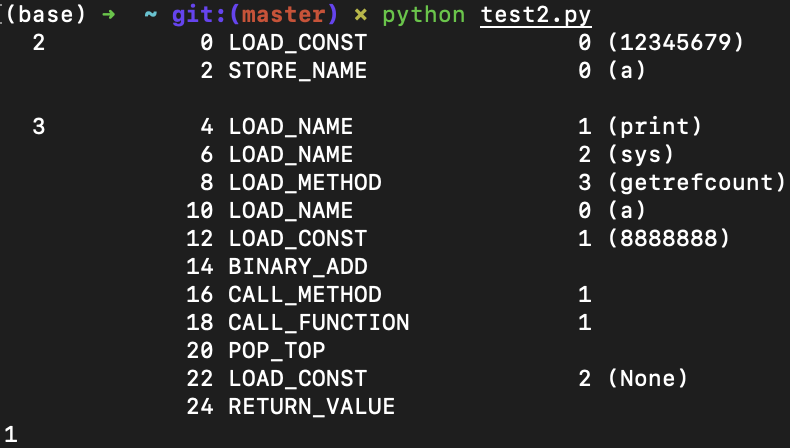 (base) ➜ ~ git:(master) × python test2.py
2 0 LOAD_CONST 0 (12345679)
2 STORE_NAME 0 (a)
3 4 LOAD_NAME 1 (print)
6 LOAD_NAME 2 (sys)
8 LOAD_METHOD 3 (getrefcount)
10 LOAD_NAME 0 (a)
12 LOAD_CONST 1 (8888888)
14 BINARY_ADD
16 CALL_METHOD 1
18 CALL_FUNCTION 1
20 POP_TOP
22 LOAD_CONST 2 (None)
24 RETURN_VALUE
1